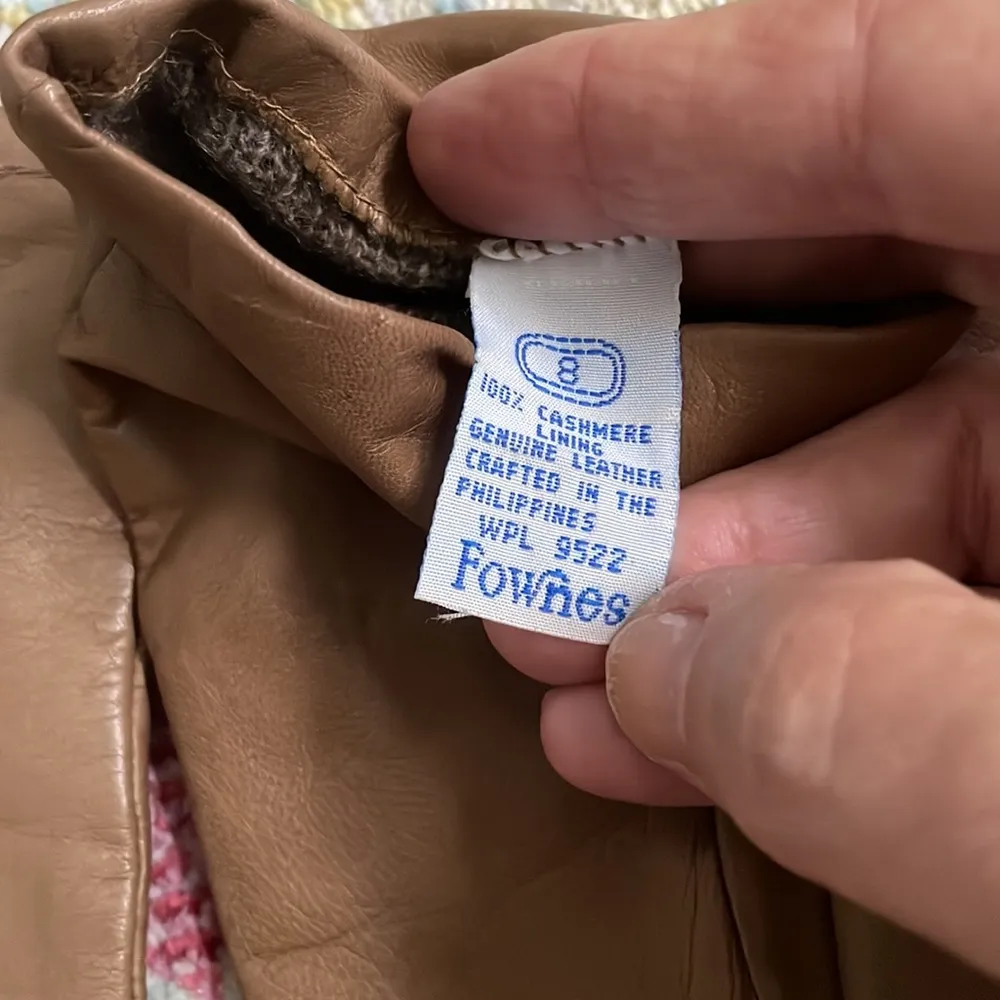 8
100% CASHMERE
LINING
GENUINE LEATHER
CRAFTED IN THE
PHILIPPINES
WPL 9522
Fownes